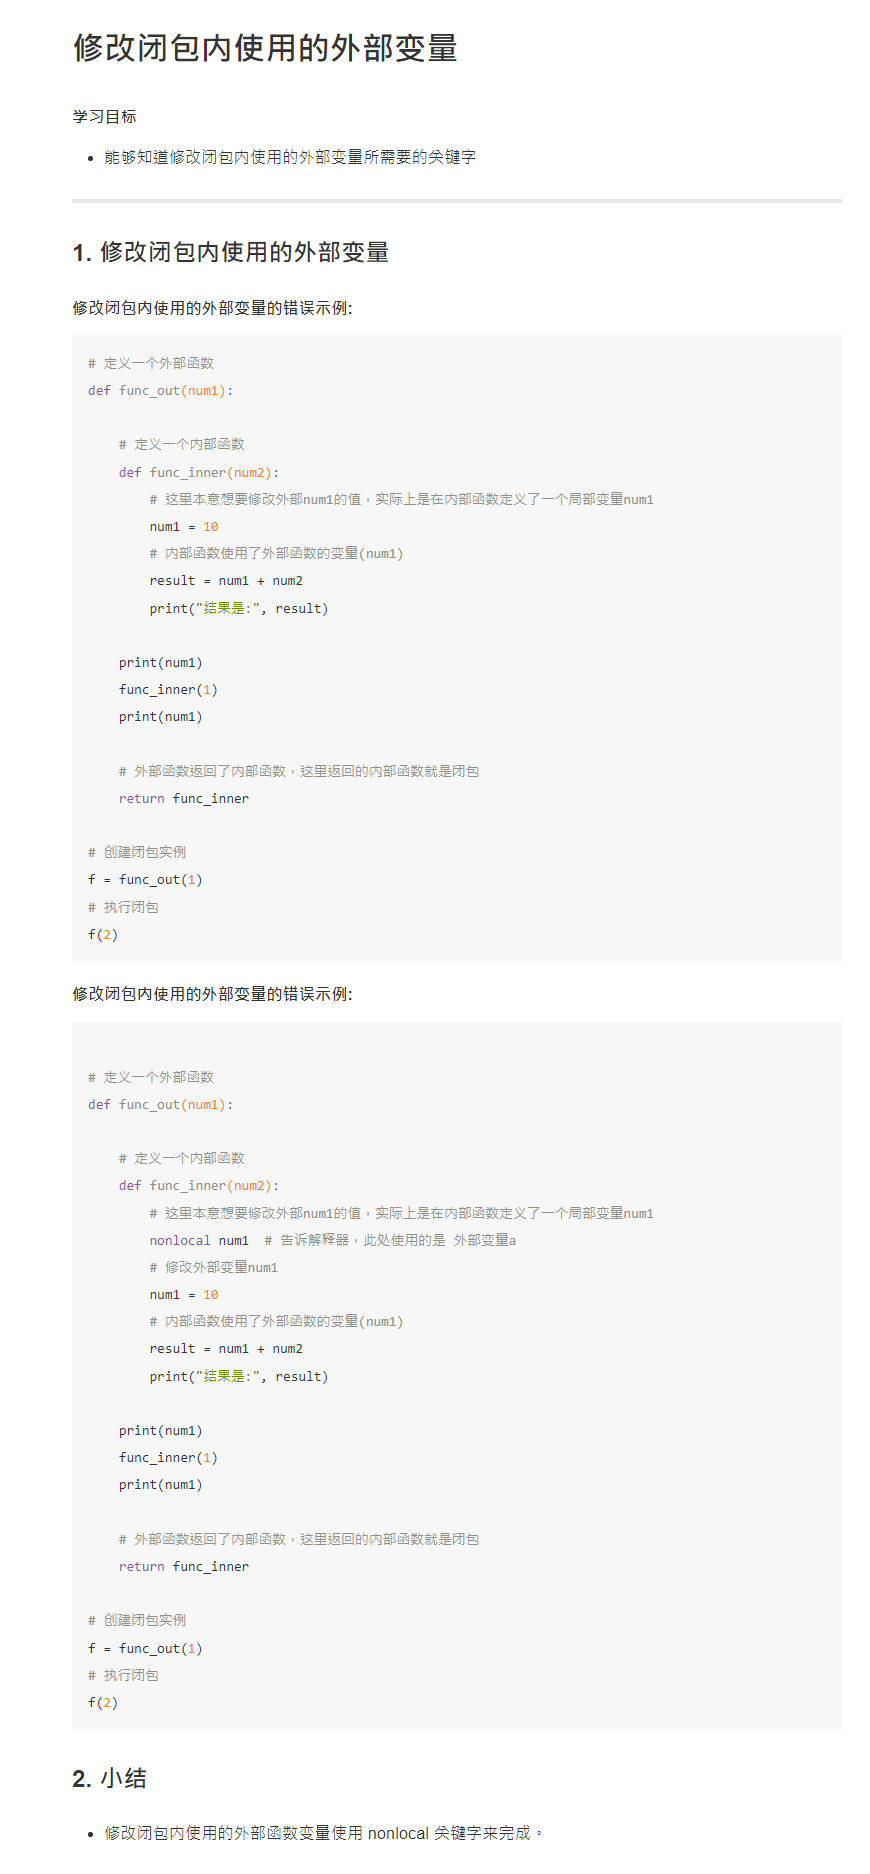 修改闭包内使用的外部变量
学习目标
• 能够知道修改闭包内使用的外部变量所需要的关键字
1. 修改闭包内使用的外部变量
修改闭包内使用的外部变量的错误示例:
# 定义一个外部函数
def func_out(num1):
    # 定义一个内部函数
    def func_inner(num2):
        # 这里本意想要修改外部num1的值，实际上是在内部函数定义了一个局部变量num1
        num1 = 10
        # 内部函数使用了外部函数的变量(num1)
        result = num1 + num2
        print("结果是:", result)
    print(num1)
    func_inner(1)
    print(num1)
    # 外部函数返回了内部函数，这里返回的内部函数就是闭包
    return func_inner
# 创建闭包实例
f = func_out(1)
# 执行闭包
f(2)
修改闭包内使用的外部变量的错误示例:
# 定义一个外部函数
def func_out(num1):
    # 定义一个内部函数
    def func_inner(num2):
        # 这里本意想要修改外部num1的值，实际上是在内部函数定义了一个局部变量num1
        nonlocal num1  # 告诉解释器，此处使用的是 外部变量a
        # 修改外部变量num1
        num1 = 10
        # 内部函数使用了外部函数的变量(num1)
        result = num1 + num2
        print("结果是:", result)
    print(num1)
    func_inner(1)
    print(num1)
    # 外部函数返回了内部函数，这里返回的内部函数就是闭包
    return func_inner
# 创建闭包实例
f = func_out(1)
# 执行闭包
f(2)
2. 小结
• 修改闭包内使用的外部函数变量使用 nonlocal 关键字来完成。